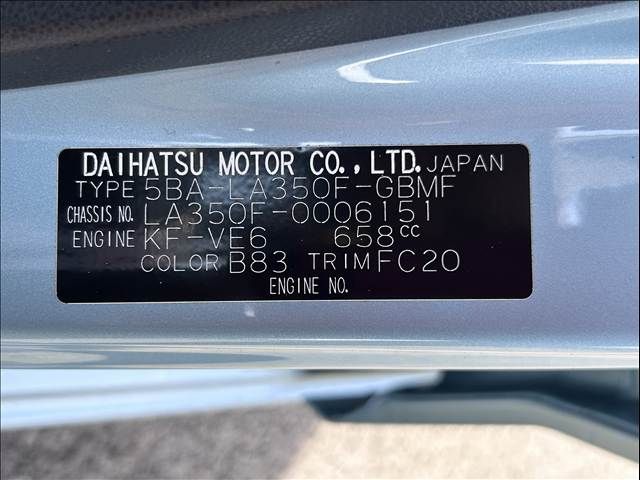 DAIHATSU MOTOR CO.,LTD. JAPAN
TYPE 5BA-LA350F-GBMF
CHASSIS NO. LA350F-0006151
ENGINE KF-VE6 658CC
COLOR B83 TRIM FC20
ENGINE NO.